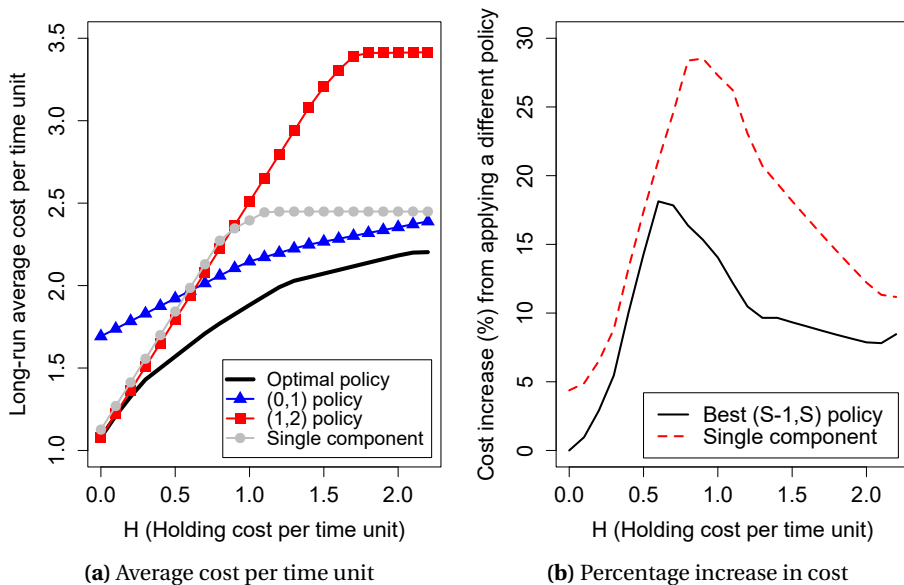 Long-run average cost per time unit
3.5
3.0
2.5
2.0
1.5
1.0
Optimal policy
(0,1) policy
(1,2) policy
Single component
0.0 0.5 1.0 1.5 2.0
H (Holding cost per time unit)
(a) Average cost per time unit
Cost increase (%) from applying a different policy
30
25
20
15
10
5
0
Best (S-1,S) policy
Single component
0.0 0.5 1.0 1.5 2.0
H (Holding cost per time unit)
(b) Percentage increase in cost